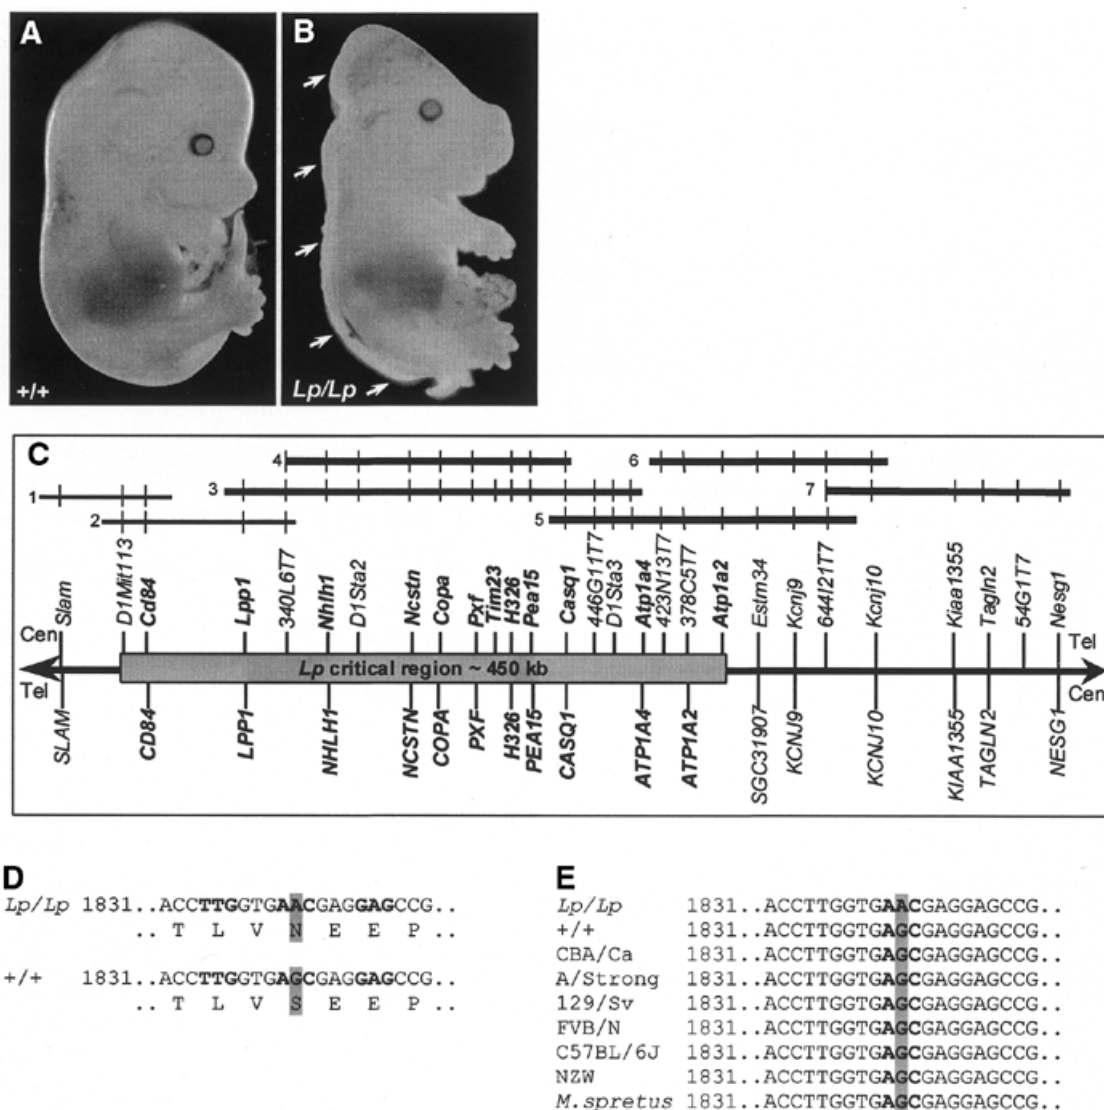 A
B
+/+
Lp/Lp
C
4
6
1
3
7
2
5
Cen Slam D1Mit113 Cd84 Lpp1 340L6T7 Nhlh1 D1Sta2 Ncstn Copa Pxf Tim23 H326 Pea15 Casq1 446G11T7 D1Sta3 Atp1a4 423N13T7 378C5T7 Atp1a2 Estm34 Kcnj9 644I21T7 Kcnj10 Kiaa1355 Tagln2 54G1T7 Nesg1 Tel
Lp critical region ~ 450 kb
Tel SLAM CD84 LPP1 NHLH1 NCSTN COPA PXF H326 PEA15 CASQ1 ATP1A4 ATP1A2 SGC31907 KCNJ9 KCNJ10 KIAA1355 TAGLN2 NESG1 Cen
D
Lp/Lp 1831..ACCTTGGTGAACGAGGAGCCG..
.. T L V N E E P ..
+/+ 1831..ACCTTGGTGAGCGAGGAGCCG..
.. T L V S E E P ..
E
Lp/Lp 1831..ACCTTGGTGAACGAGGAGCCG..
+/+ 1831..ACCTTGGTGAGCGAGGAGCCG..
CBA/Ca 1831..ACCTTGGTGAGCGAGGAGCCG..
A/Strong 1831..ACCTTGGTGAGCGAGGAGCCG..
129/Sv 1831..ACCTTGGTGAGCGAGGAGCCG..
FVB/N 1831..ACCTTGGTGAGCGAGGAGCCG..
C57BL/6J 1831..ACCTTGGTGAGCGAGGAGCCG..
NZW 1831..ACCTTGGTGAGCGAGGAGCCG..
M.spretus 1831..ACCTTGGTGAGCGAGGAGCCG..